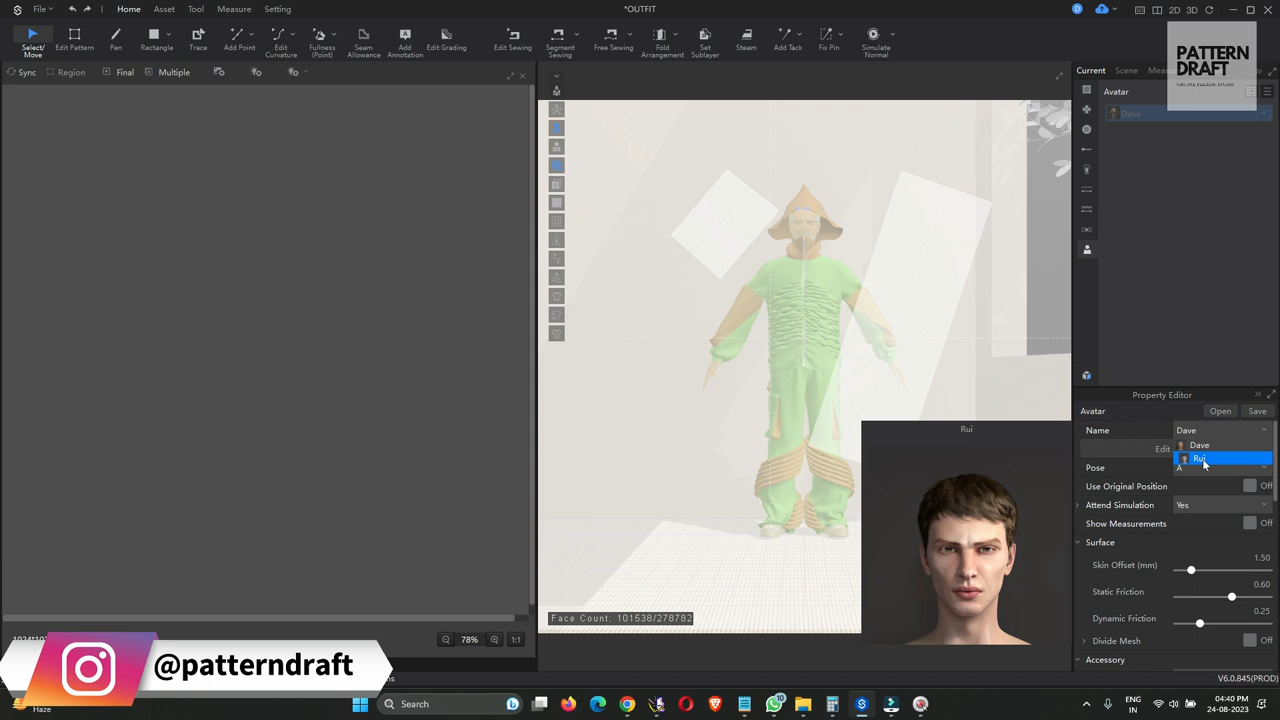 File
Home
Asset
Tool
Measure
Setting
*OUTFIT
2D
3D
Select/
Move
Edit Pattern
Pen
Rectangle
Trace
Add Point
Edit
Curvature
Fullness
(Point)
Seam
Allowance
Add
Annotation
Edit Grading
Edit Sewing
Segment
Sewing
Free Sewing
Fold
Arrangement
Set
Sublayer
Steam
Add Tack
Fix Pin
Simulate
Normal
PATTERN
DRAFT
Sync
Region
Final
Multiple
Current
Scene
Avatar
Dave
Property Editor
Avatar
Open
Save
Name
Dave
Dave
Edit
Rui
Pose
A
Use Original Position
Off
Attend Simulation
Yes
Show Measurements
Off
Surface
Skin Offset (mm)
1.50
Static Friction
0.60
Dynamic Friction
0.25
Divide Mesh
Off
Accessory
Rui
Face Count: 101538/278782
78%
1:1
@patterndraft
V6.0.845(PROD)
Haze
Search
10
ENG
IN
04:40 PM
24-08-2023